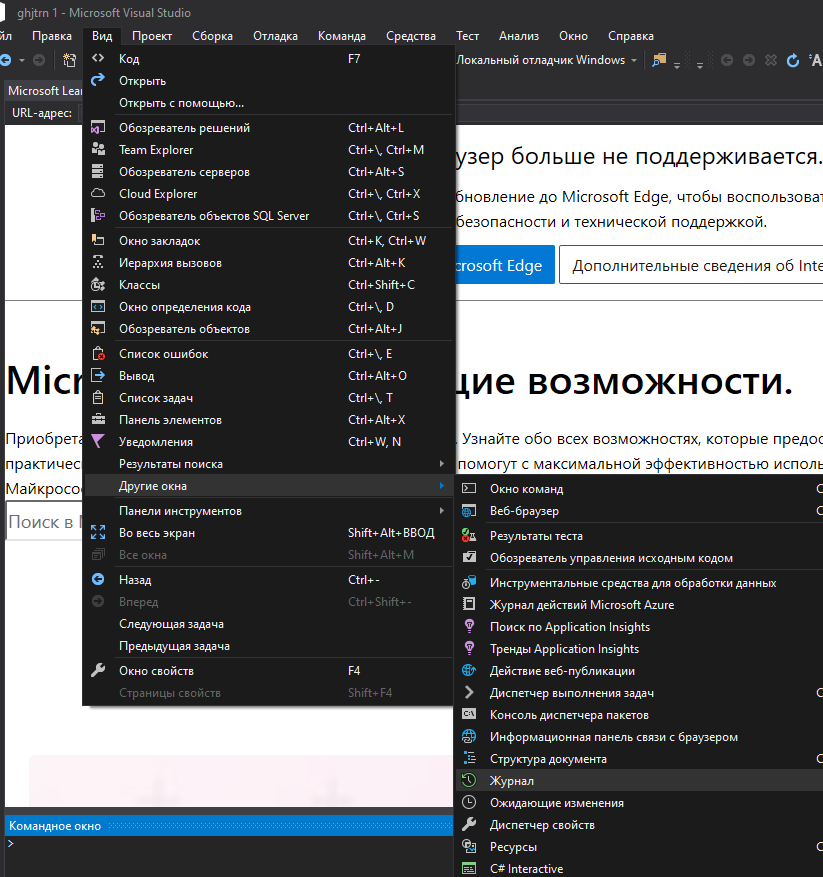 ghjtrn 1 - Microsoft Visual Studio
йл Правка Вид Проект Сборка Отладка Команда Средства Тест Анализ Окно Справка
Локальный отладчик Windows
Microsoft Lear
URL-адрес:
Код F7
Открыть
Открыть с помощью...
Обозреватель решений Ctrl+Alt+L
Team Explorer Ctrl+\, Ctrl+M
Обозреватель серверов Ctrl+Alt+S
Cloud Explorer Ctrl+\, Ctrl+X
Обозреватель объектов SQL Server Ctrl+\, Ctrl+S
Окно закладок Ctrl+K, Ctrl+W
Иерархия вызовов Ctrl+Alt+K
Классы Ctrl+Shift+C
Окно определения кода Ctrl+\, D
Обозреватель объектов Ctrl+Alt+J
Список ошибок Ctrl+\, E
Вывод Ctrl+Alt+O
Список задач Ctrl+\, T
Панель элементов Ctrl+Alt+X
Уведомления Ctrl+W, N
Результаты поиска
Другие окна
Панели инструментов
Во весь экран Shift+Alt+ВВОД
Все окна Shift+Alt+M
Назад Ctrl+-
Вперед Ctrl+Shift+-
Следующая задача
Предыдущая задача
Окно свойств F4
Страницы свойств Shift+F4
узер больше не поддерживается.
бновление до Microsoft Edge, чтобы воспользоват
безопасности и технической поддержкой.
crosoft Edge Дополнительные сведения об Inte
Micr щие возможности.
Приобрета . Узнайте обо всех возможностях, которые предос
практичес помогут с максимальной эффективностью исполь
Майкросос
Поиск в
Окно команд C
Веб-браузер C
Результаты теста
Обозреватель управления исходным кодом
Инструментальные средства для обработки данных
Журнал действий Microsoft Azure
Поиск по Application Insights
Тренды Application Insights
Действие веб-публикации
Диспетчер выполнения задач C
Консоль диспетчера пакетов
Информационная панель связи с браузером
Структура документа C
Журнал
Ожидающие изменения
Диспетчер свойств
Ресурсы C
C# Interactive
Командное окно
>